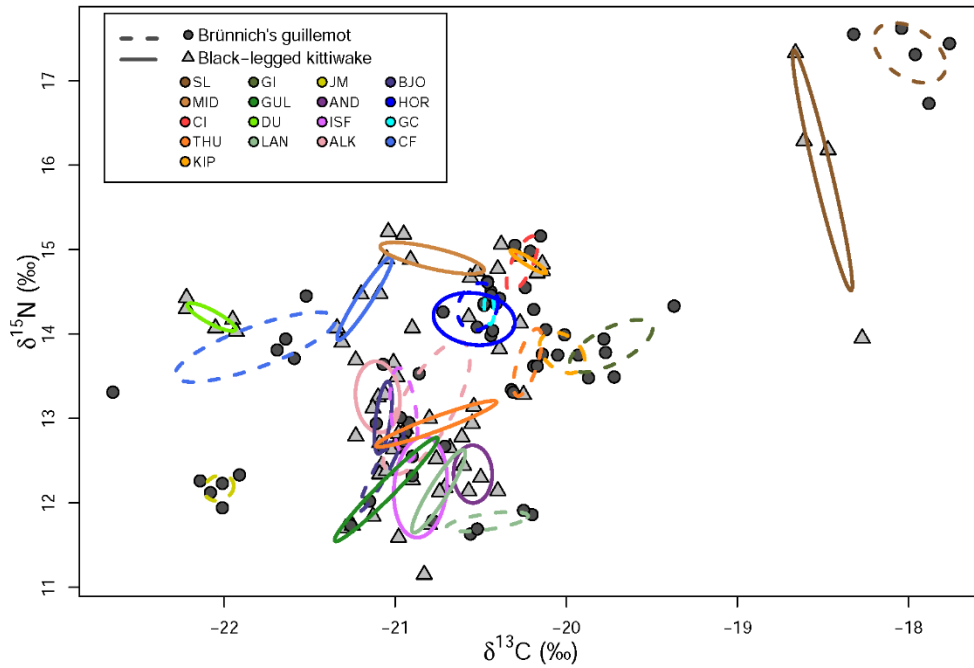 Brünnich's guillemot
Black−legged kittiwake
SL GI JM BJO
MID GUL AND HOR
CI DU ISF GC
THU LAN ALK CF
KIP
17
16
15
14
13
12
11
δ15N (‰)
−22 −21 −20 −19 −18
δ13C (‰)